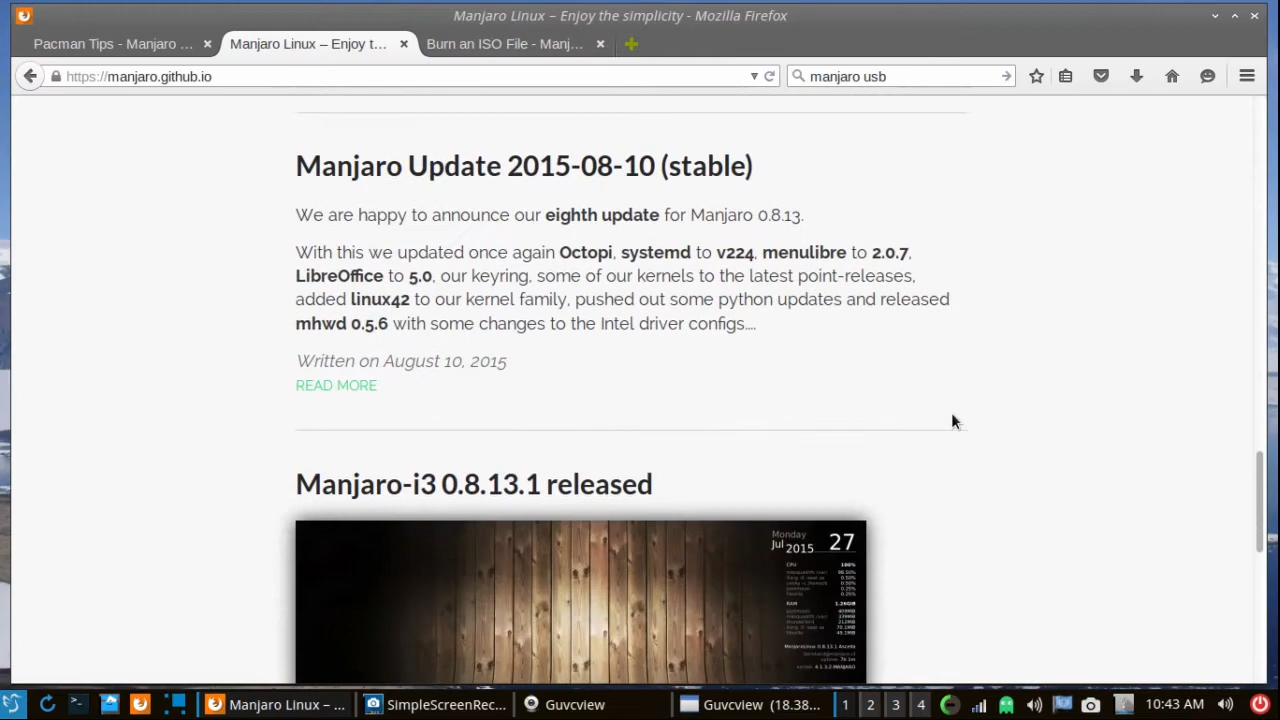 Manjaro Linux – Enjoy the simplicity - Mozilla Firefox
Pacman Tips - Manjaro ...
Manjaro Linux – Enjoy t...
Burn an ISO File - Manj...
https://manjaro.github.io
manjaro usb
Manjaro Update 2015-08-10 (stable)
We are happy to announce our eighth update for Manjaro 0.8.13.
With this we updated once again Octopi, systemd to v224, menulibre to 2.0.7,
LibreOffice to 5.0, our keyring, some of our kernels to the latest point-releases,
added linux42 to our kernel family, pushed out some python updates and released
mhwd 0.5.6 with some changes to the Intel driver configs....
Written on August 10, 2015
READ MORE
Manjaro-i3 0.8.13.1 released
Monday
Jul 2015 27
CPU 100%
RAM 1.26GiB
Manjaro Linux – ...
SimpleScreenRec...
Guvcview
Guvcview (18.38...
1 2 3 4
10:43 AM